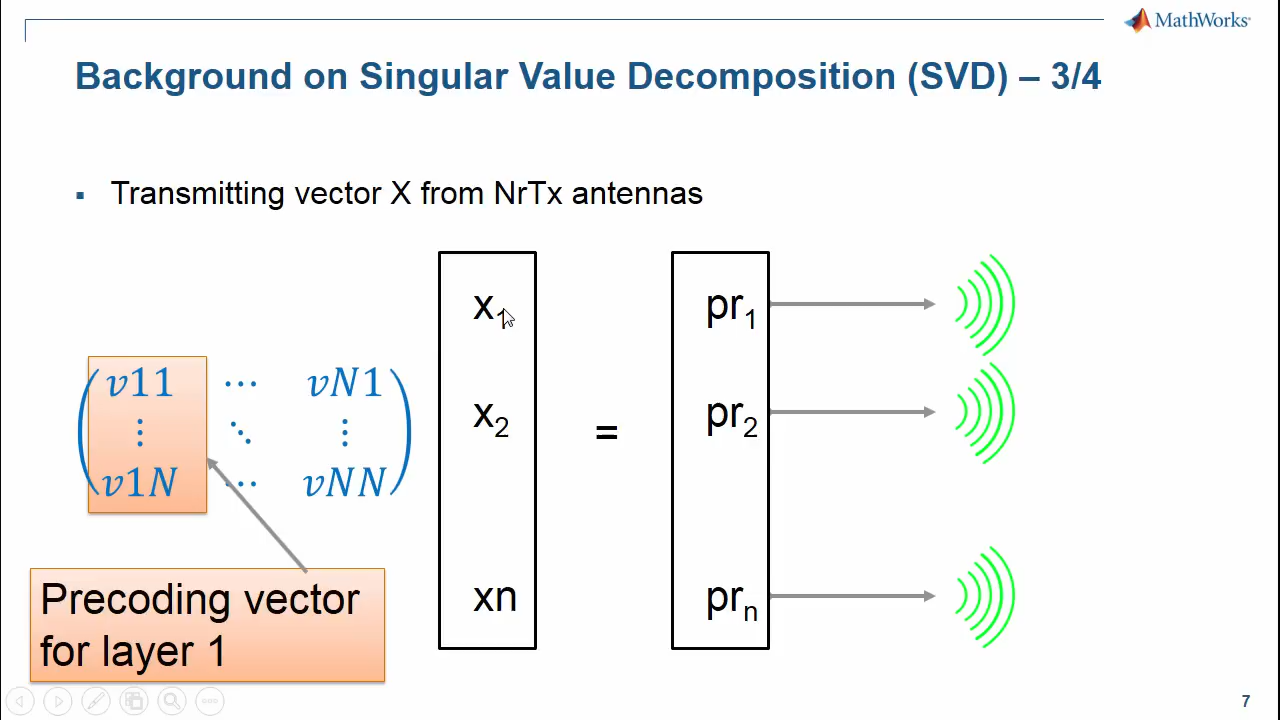 MathWorks®
Background on Singular Value Decomposition (SVD) – 3/4
▪ Transmitting vector X from NrTx antennas
x₁
pr₁
v11 ⋯ vN1
⋮ ⋱ ⋮
v1N ⋯ vNN
x₂
=
pr₂
xn
prₙ
Precoding vector
for layer 1
7